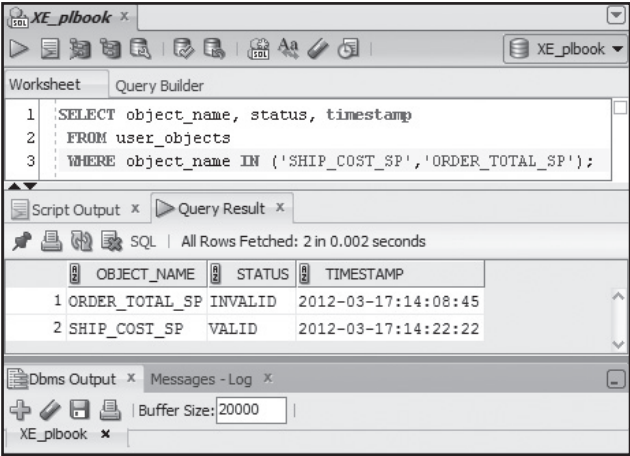 XE_plbook x
SQL Aa XE_plbook
Worksheet Query Builder
1 SELECT object_name, status, timestamp
2 FROM user_objects
3 WHERE object_name IN ('SHIP_COST_SP','ORDER_TOTAL_SP');
Script Output x Query Result x
SQL | All Rows Fetched: 2 in 0.002 seconds
OBJECT_NAME STATUS TIMESTAMP
1 ORDER_TOTAL_SP INVALID 2012-03-17:14:08:45
2 SHIP_COST_SP VALID 2012-03-17:14:22:22
Dbms Output x Messages - Log x
Buffer Size: 20000
XE_plbook x